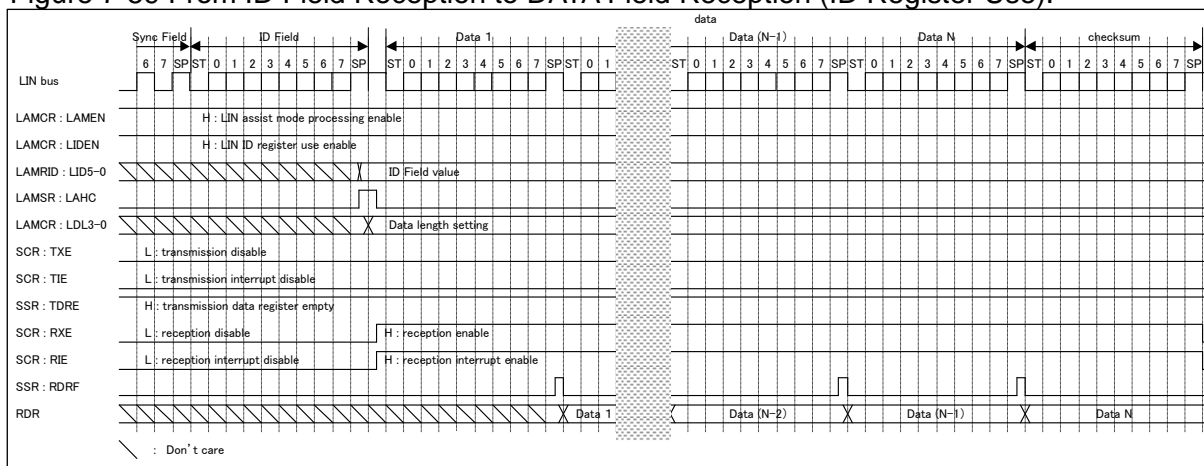 Figure 7-36 From ID Field Reception to DATA Field Reception (ID Register Use).
data
Sync Field ID Field Data 1 Data (N-1) Data N checksum
6 7 SP ST 0 1 2 3 4 5 6 7 SP ST 0 1 2 3 4 5 6 7 SP ST 0 1 ST 0 1 2 3 4 5 6 7 SP ST 0 1 2 3 4 5 6 7 SP ST 0 1 2 3 4 5 6 7 SP
LIN bus
LAMCR : LAMEN H : LIN assist mode processing enable
LAMCR : LIDEN H : LIN ID register use enable
LAMRID : LID5-0 ID Field value
LAMSR : LAHC
LAMCR : LDL3-0 Data length setting
SCR : TXE L : transmission disable
SCR : TIE L : transmission interrupt disable
SSR : TDRE H : transmission data register empty
SCR : RXE L : reception disable H : reception enable
SCR : RIE L : reception interrupt disable H : reception interrupt enable
SSR : RDRF
RDR Data 1 Data (N-2) Data (N-1) Data N
: Don't care